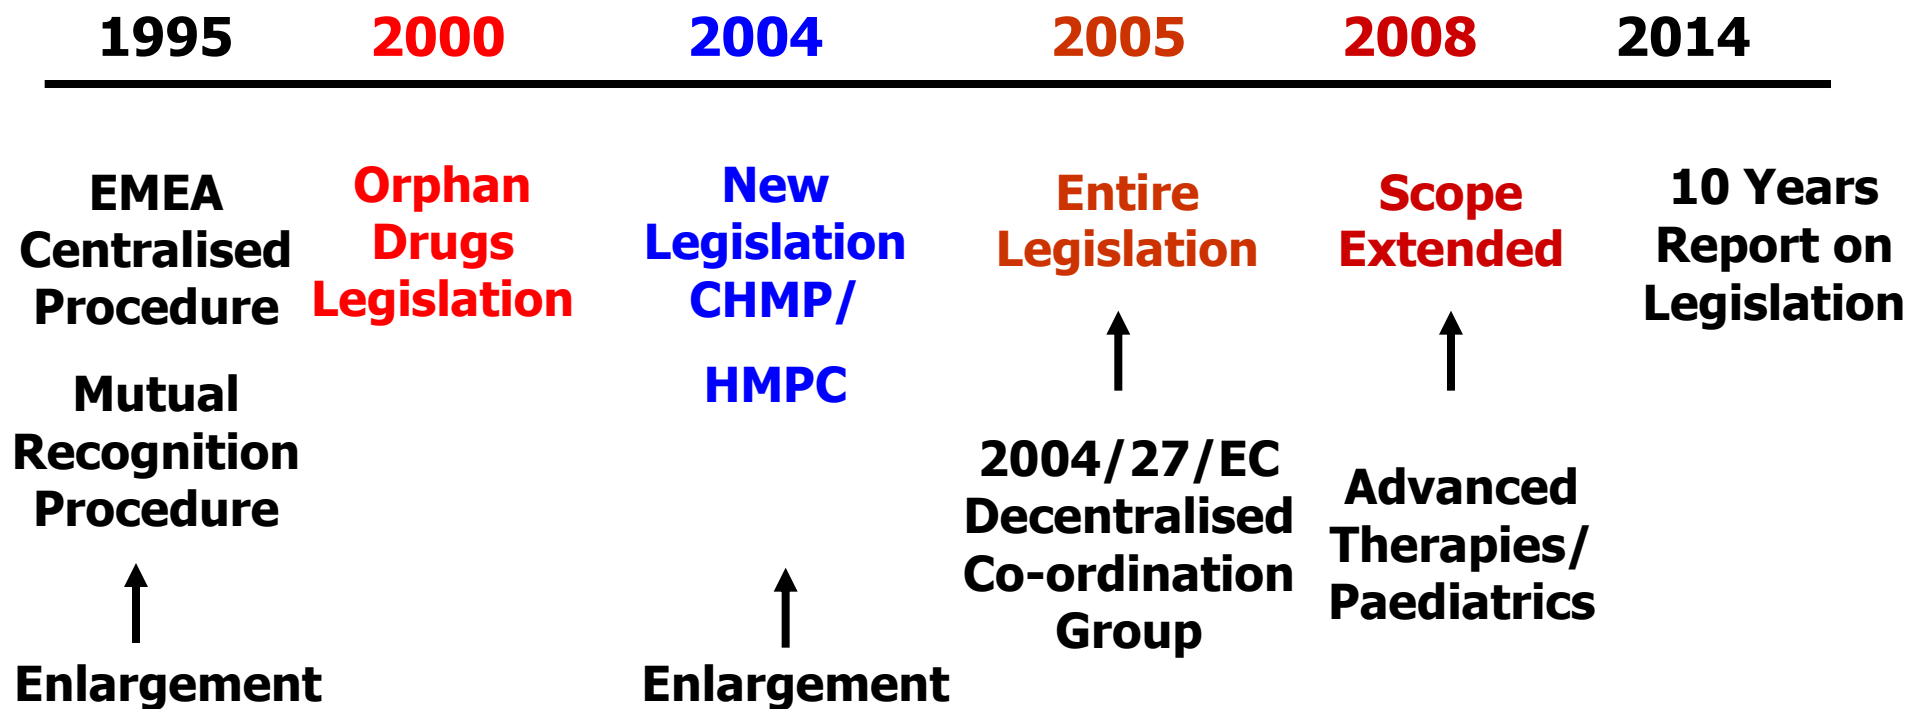 1995 2000 2004 2005 2008 2014
EMEA
Centralised
Procedure
Mutual
Recognition
Procedure
Enlargement
Orphan
Drugs
Legislation
New
Legislation
CHMP/
HMPC
Enlargement
Entire
Legislation
2004/27/EC
Decentralised
Co-ordination
Group
Scope
Extended
Advanced
Therapies/
Paediatrics
10 Years
Report on
Legislation